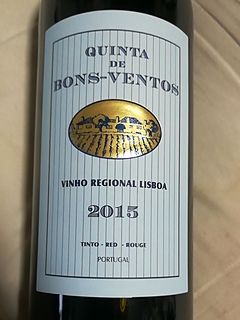 QUINTA
DE
BONS-VENTOS
VINHO REGIONAL LISBOA
2015
TINTO - RED - ROUGE
PORTUGAL